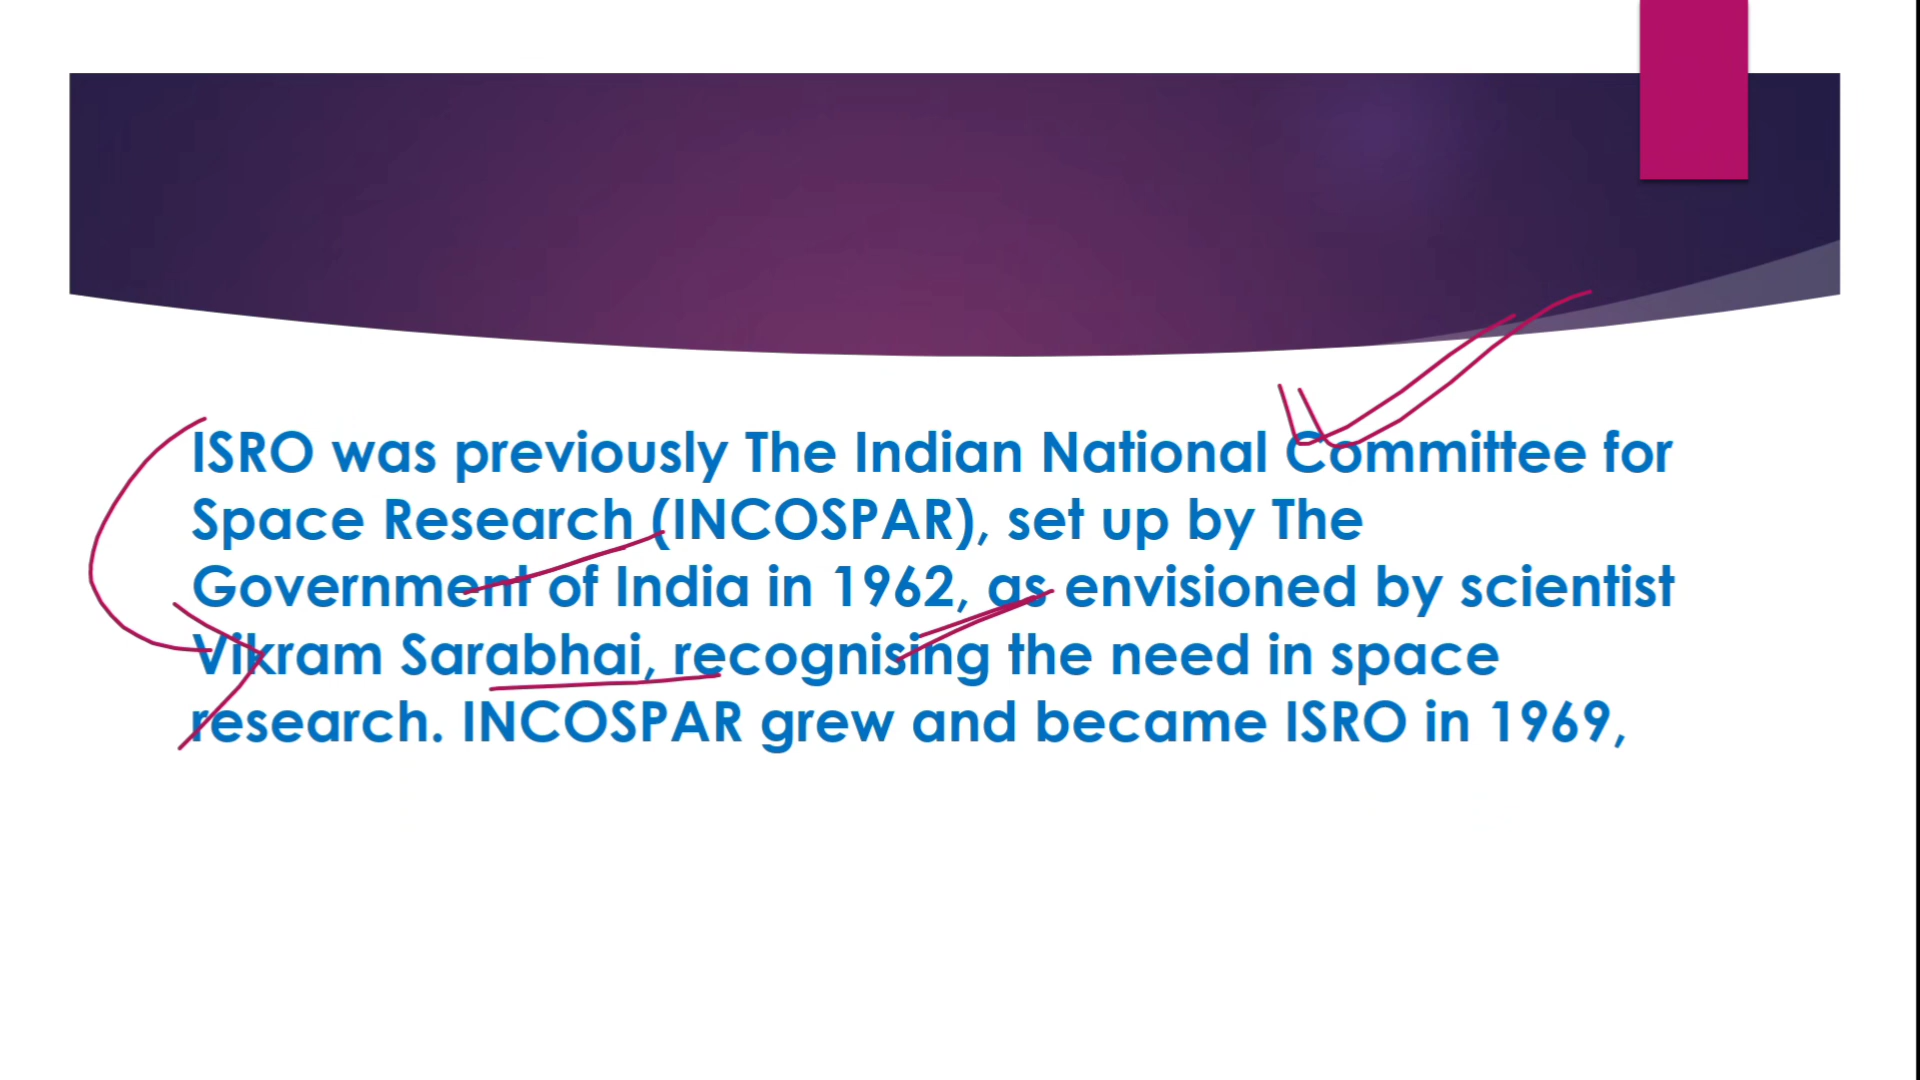 ISRO was previously The Indian National Committee for
Space Research (INCOSPAR), set up by The
Government of India in 1962, as envisioned by scientist
Vikram Sarabhai, recognising the need in space
research. INCOSPAR grew and became ISRO in 1969,